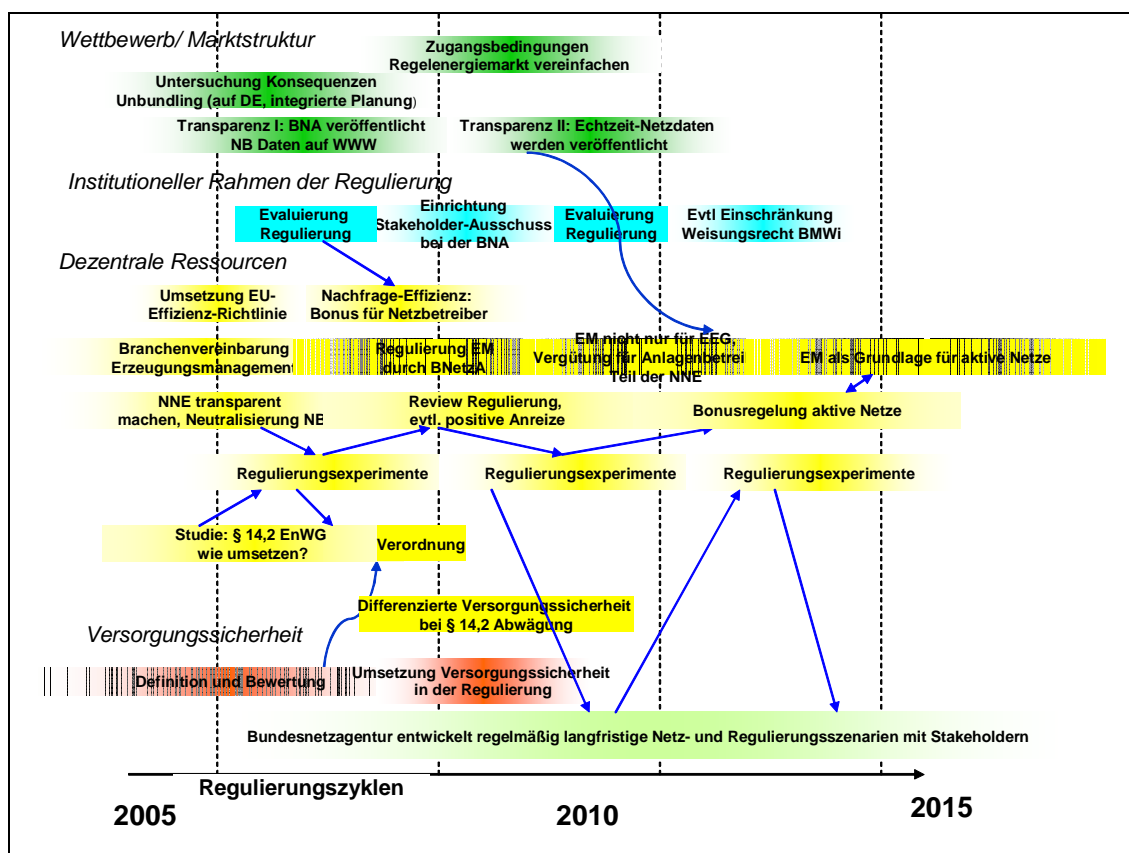 Wettbewerb/ Marktstruktur
Zugangsbedingungen
Regelenergiemarkt vereinfachen
Untersuchung Konsequenzen
Unbundling (auf DE, integrierte Planung)
Transparenz I: BNA veröffentlicht
NB Daten auf WWW
Transparenz II: Echtzeit-Netzdaten
werden veröffentlicht
Institutioneller Rahmen der Regulierung
Evaluierung
Regulierung
Einrichtung
Stakeholder-Ausschuss
bei der BNA
Evaluierung
Regulierung
Evtl Einschränkung
Weisungsrecht BMWi
Dezentrale Ressourcen
Umsetzung EU-
Effizienz-Richtlinie
Nachfrage-Effizienz:
Bonus für Netzbetreiber
Branchenvereinbarung
Erzeugungsmanagement
Regulierung EM
durch BNetzA
EM nicht nur für EEG,
Vergütung für Anlagenbetrei
Teil der NNE
EM als Grundlage für aktive Netze
NNE transparent
machen, Neutralisierung NE
Review Regulierung,
evtl. positive Anreize
Bonusregelung aktive Netze
Regulierungsexperimente
Regulierungsexperimente
Regulierungsexperimente
Studie: § 14,2 EnWG
wie umsetzen?
Verordnung
Differenzierte Versorgungssicherheit
bei § 14,2 Abwägung
Versorgungssicherheit
Definition und Bewertung
Umsetzung Versorgungssicherheit
in der Regulierung
Bundesnetzagentur entwickelt regelmäßig langfristige Netz- und Regulierungsszenarien mit Stakeholdern
Regulierungszyklen
2005
2010
2015